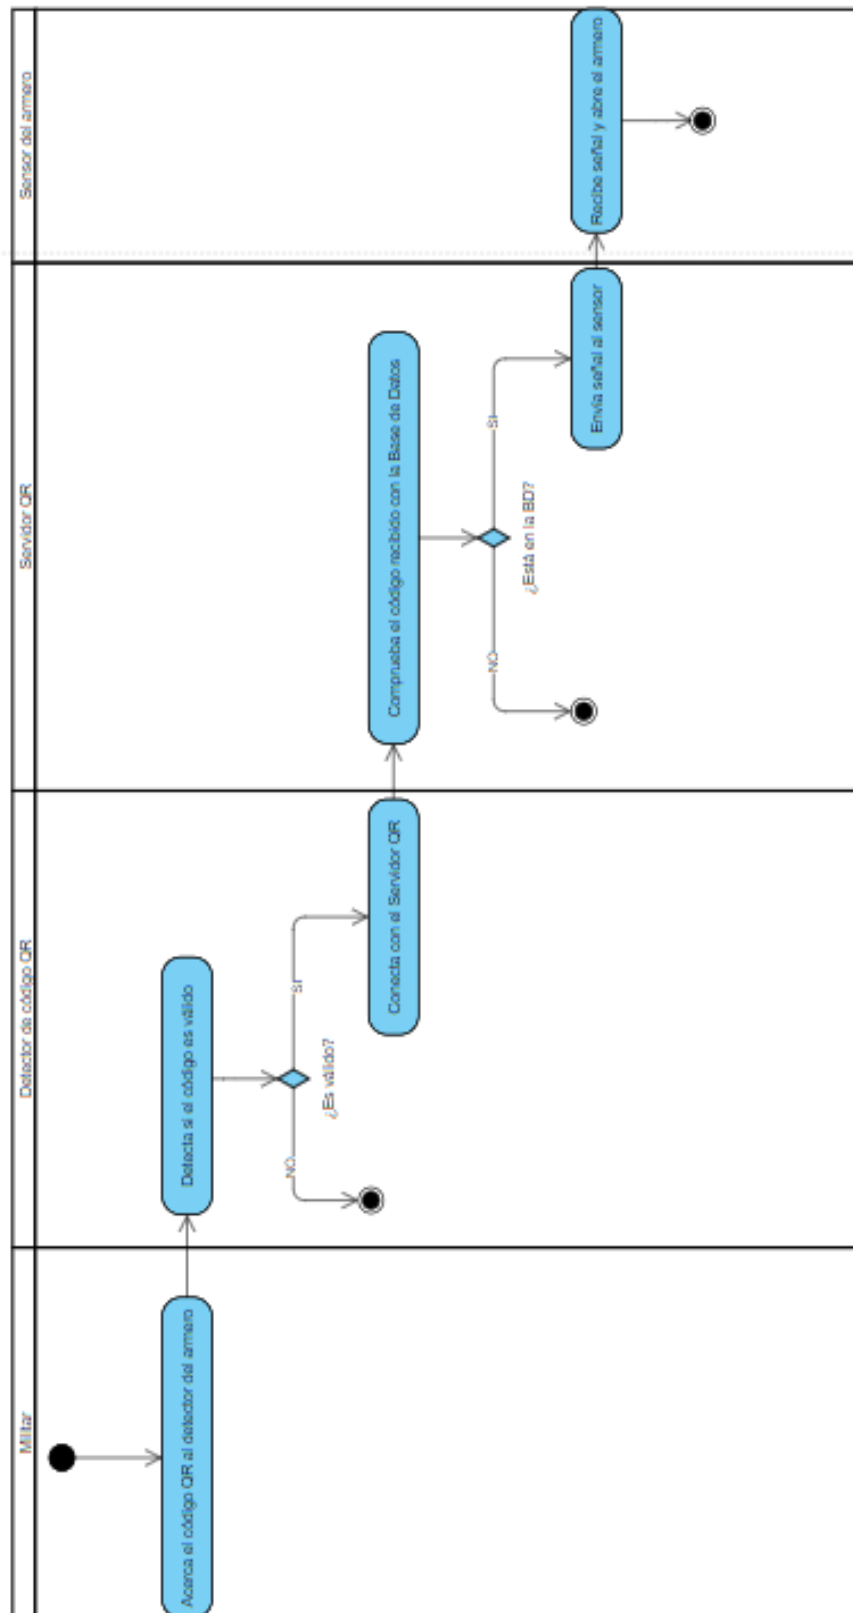 Militar
Detector de código QR
Servidor QR
Sensor del armero
Acerca el código QR al detector del armero
Detecta si el código es válido
¿Es válido?
NO
SI
Conecta con el Servidor QR
Comprueba el código recibido con la Base de Datos
¿Está en la BD?
NO
SI
Envía señal al sensor
Recibe señal y abre el armero